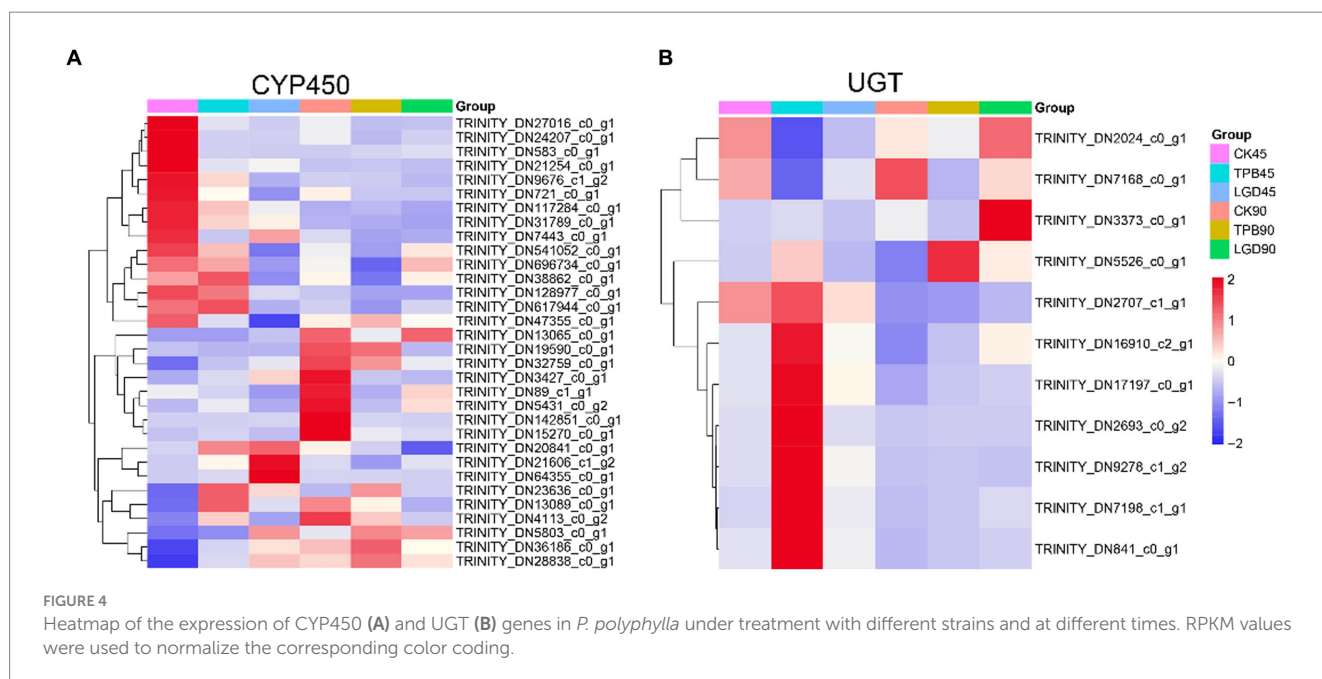 A
CYP450
Group
TRINITY_DN27016_c0_g1
TRINITY_DN24207_c0_g1
TRINITY_DN583_c0_g1
TRINITY_DN21254_c0_g1
TRINITY_DN9676_c1_g2
TRINITY_DN721_c0_g1
TRINITY_DN117284_c0_g1
TRINITY_DN31789_c0_g1
TRINITY_DN7443_c0_g1
TRINITY_DN541052_c0_g1
TRINITY_DN696734_c0_g1
TRINITY_DN38862_c0_g1
TRINITY_DN128977_c0_g1
TRINITY_DN617944_c0_g1
TRINITY_DN47355_c0_g1
TRINITY_DN13065_c0_g1
TRINITY_DN19590_c0_g1
TRINITY_DN32759_c0_g1
TRINITY_DN3427_c0_g1
TRINITY_DN89_c1_g1
TRINITY_DN5431_c0_g2
TRINITY_DN142851_c0_g1
TRINITY_DN15270_c0_g1
TRINITY_DN20841_c0_g1
TRINITY_DN21606_c1_g2
TRINITY_DN64355_c0_g1
TRINITY_DN23636_c0_g1
TRINITY_DN13089_c0_g1
TRINITY_DN4113_c0_g2
TRINITY_DN5803_c0_g1
TRINITY_DN36186_c0_g1
TRINITY_DN28838_c0_g1
B
UGT
Group
TRINITY_DN2024_c0_g1
TRINITY_DN7168_c0_g1
TRINITY_DN3373_c0_g1
TRINITY_DN5526_c0_g1
TRINITY_DN2707_c1_g1
TRINITY_DN16910_c2_g1
TRINITY_DN17197_c0_g1
TRINITY_DN2693_c0_g2
TRINITY_DN9278_c1_g2
TRINITY_DN7198_c1_g1
TRINITY_DN841_c0_g1
Group
CK45
TPB45
LGD45
CK90
TPB90
LGD90
2
1
0
−1
−2
FIGURE 4
Heatmap of the expression of CYP450 (A) and UGT (B) genes in P. polyphylla under treatment with different strains and at different times. RPKM values
were used to normalize the corresponding color coding.